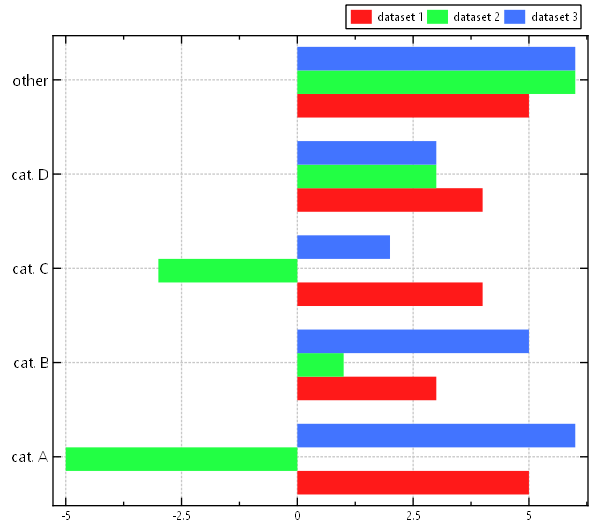 dataset 1 dataset 2 dataset 3
other
cat. D
cat. C
cat. B
cat. A
-5 -2.5 0 2.5 5